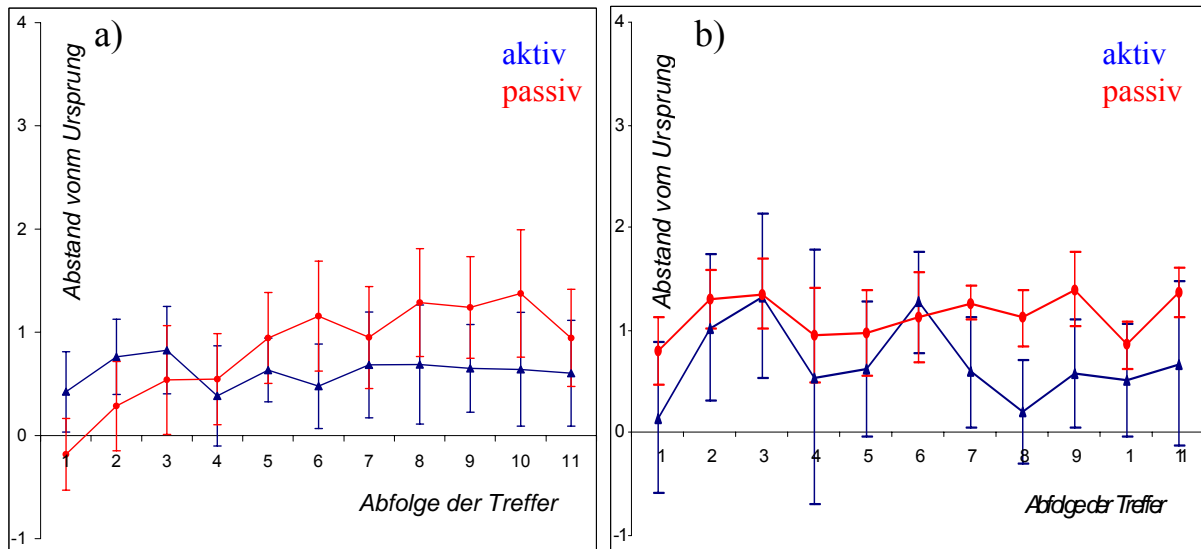 a)
aktiv
passiv
Abstand vonm Ursprung
4
3
2
1
0
-1
1 2 3 4 5 6 7 8 9 10 11
Abfolge der Treffer
b)
aktiv
passiv
Abstand vom Ursprung
4
3
2
1
0
-1
1 2 3 4 5 6 7 8 9 1 11
Abfolge der Treffer